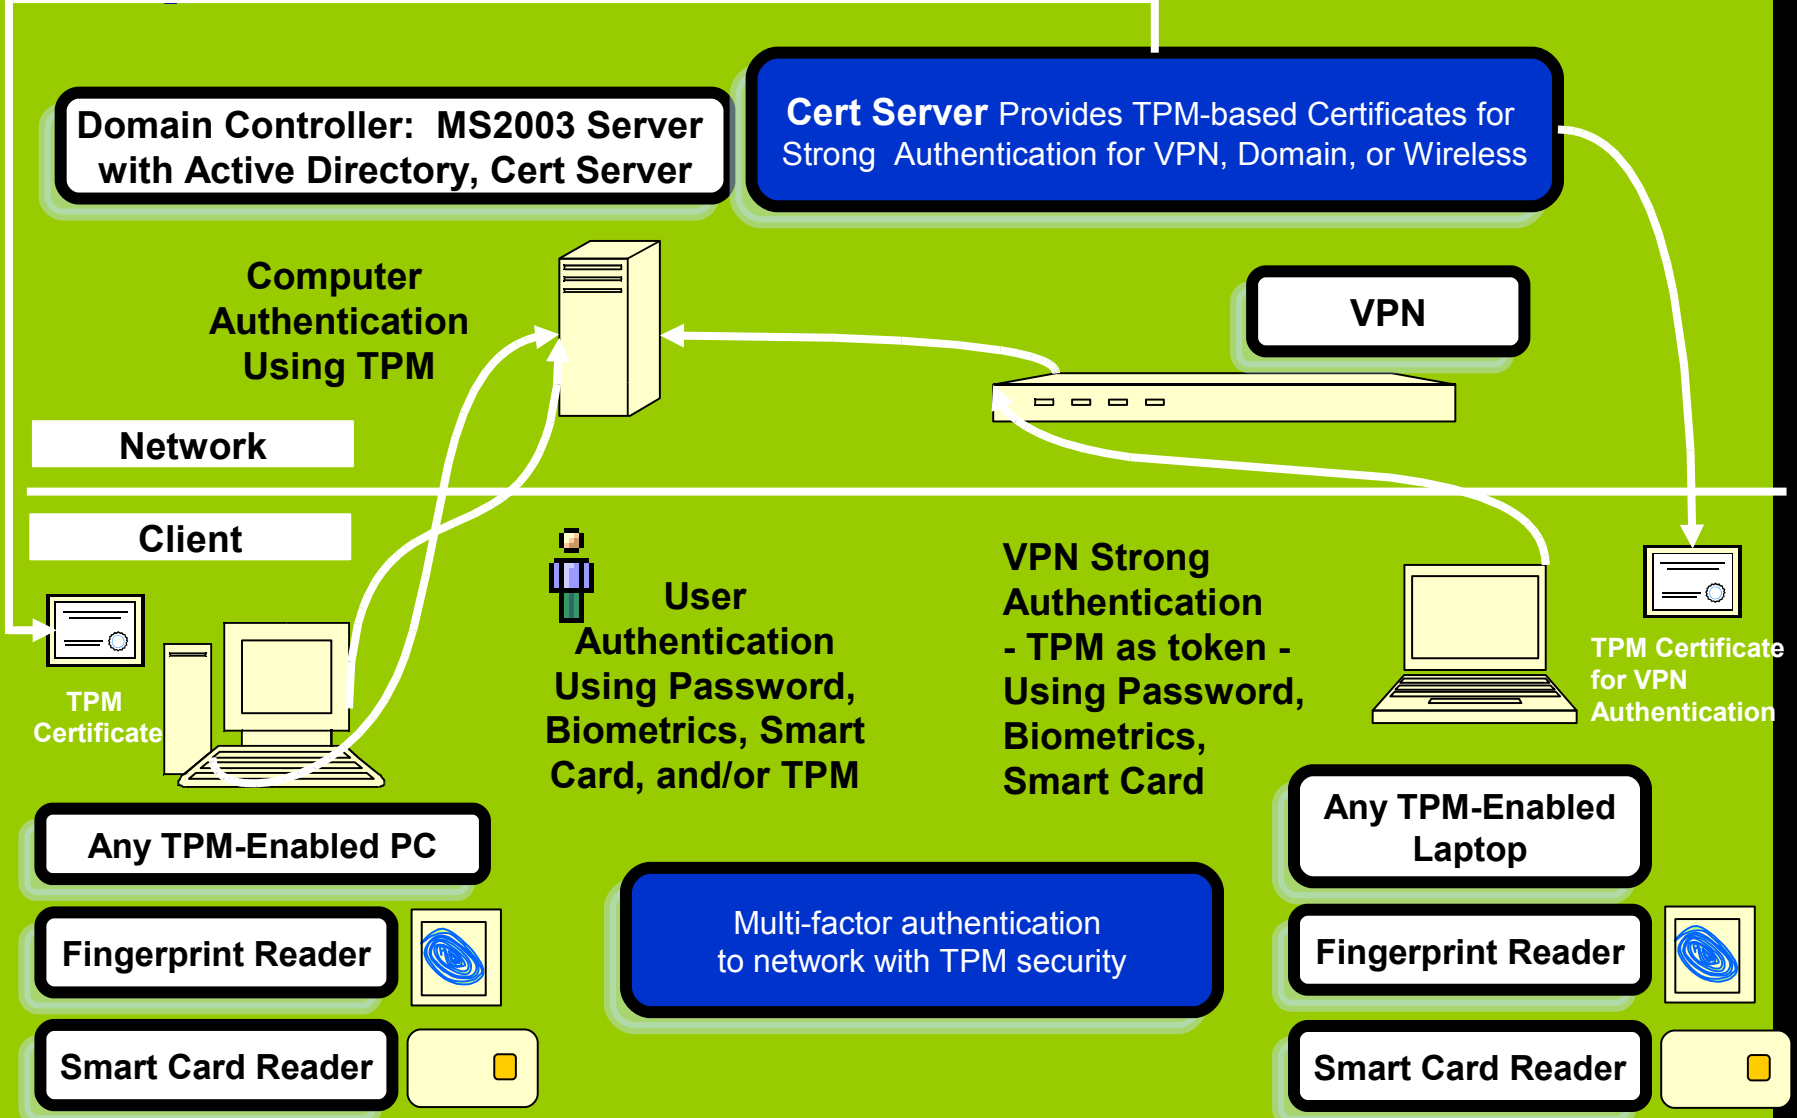 Domain Controller: MS2003 Server
with Active Directory, Cert Server
Cert Server Provides TPM-based Certificates for
Strong Authentication for VPN, Domain, or Wireless
Computer
Authentication
Using TPM
VPN
Network
Client
User
Authentication
Using Password,
Biometrics, Smart
Card, and/or TPM
VPN Strong
Authentication
- TPM as token -
Using Password,
Biometrics,
Smart Card
TPM
Certificate
TPM Certificate
for VPN
Authentication
Any TPM-Enabled PC
Fingerprint Reader
Smart Card Reader
Multi-factor authentication
to network with TPM security
Any TPM-Enabled
Laptop
Fingerprint Reader
Smart Card Reader